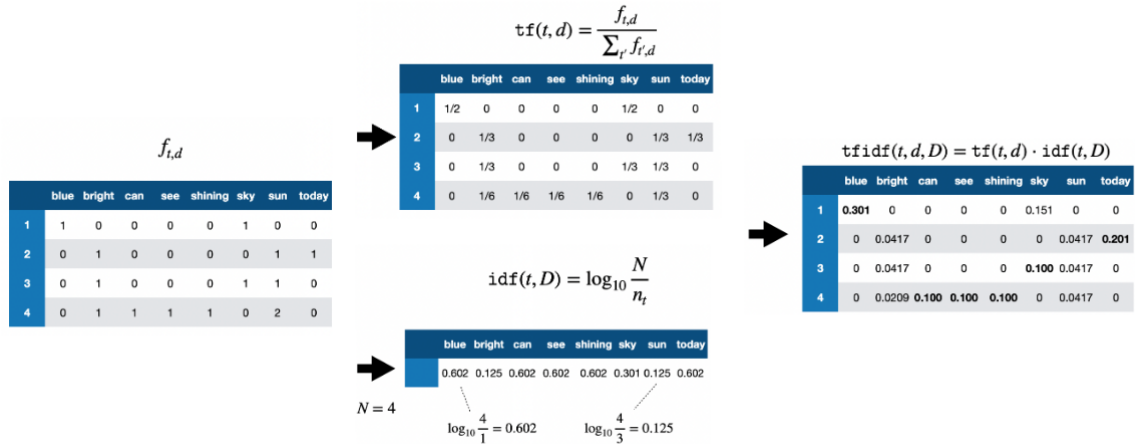 f_{t,d}
blue bright can see shining sky sun today
1 1 0 0 0 0 1 0 0
2 0 1 0 0 0 0 1 1
3 0 1 0 0 0 1 1 0
4 0 1 1 1 1 0 2 0
tf(t, d) = f_{t,d} / ∑_{t'} f_{t',d}
blue bright can see shining sky sun today
1 1/2 0 0 0 0 1/2 0 0
2 0 1/3 0 0 0 0 1/3 1/3
3 0 1/3 0 0 0 1/3 1/3 0
4 0 1/6 1/6 1/6 1/6 0 1/3 0
idf(t, D) = log₁₀ N / n_t
blue bright can see shining sky sun today
0.602 0.125 0.602 0.602 0.602 0.301 0.125 0.602
N = 4
log₁₀ 4/1 = 0.602
log₁₀ 4/3 = 0.125
tfidf(t, d, D) = tf(t, d) · idf(t, D)
blue bright can see shining sky sun today
1 0.301 0 0 0 0 0.151 0 0
2 0 0.0417 0 0 0 0 0.0417 0.201
3 0 0.0417 0 0 0 0.100 0.0417 0
4 0 0.0209 0.100 0.100 0.100 0 0.0417 0